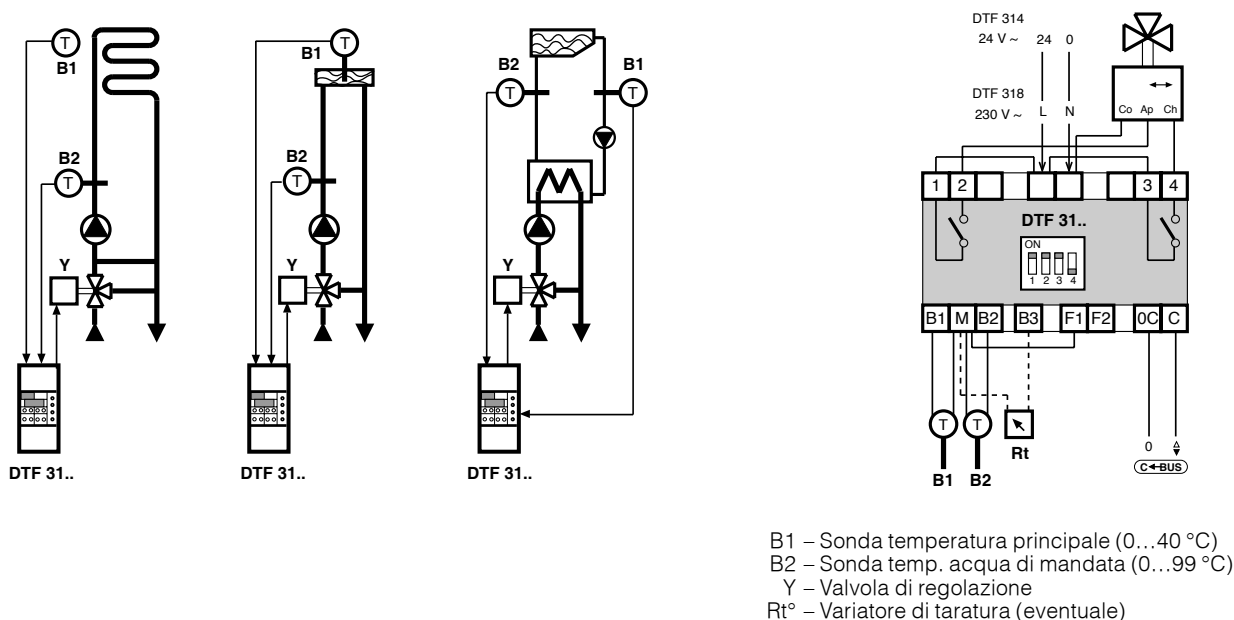 B1
B2
Y
DTF 31..
B1
B2
Y
DTF 31..
B2
B1
Y
DTF 31..
DTF 314
24 V ~ 24 0
DTF 318
230 V ~ L N
Co Ap Ch
1 2 3 4
DTF 31..
ON
1 2 3 4
B1 M B2 B3 F1 F2 0C C
T T
Rt
0
B1 B2
C BUS
B1 – Sonda temperatura principale (0…40 °C)
B2 – Sonda temp. acqua di mandata (0…99 °C)
Y – Valvola di regolazione
Rt° – Variatore di taratura (eventuale)
T
T
T
T
T
T